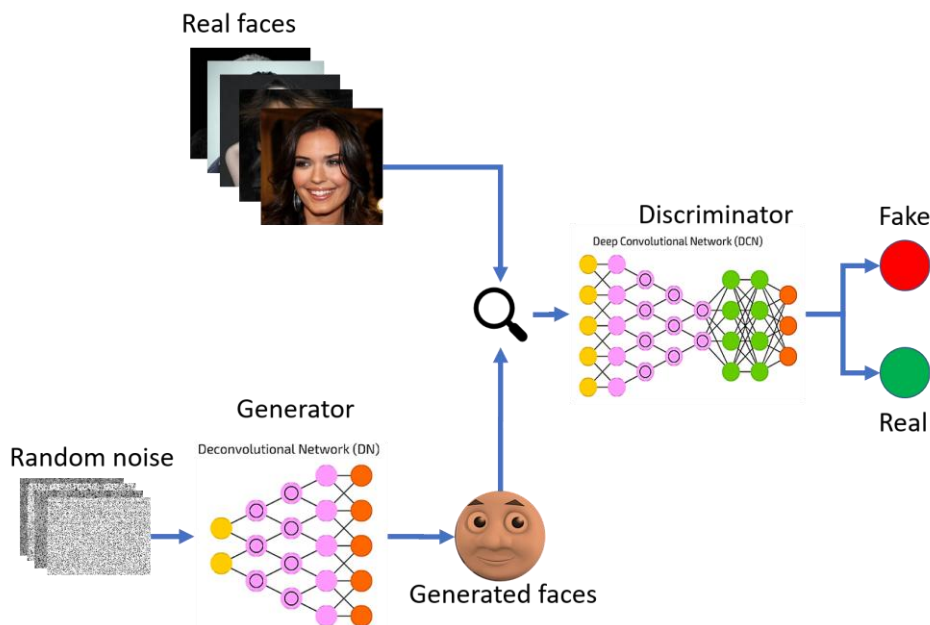 Real faces
Discriminator
Fake
Deep Convolutional Network (DCN)
Generator
Real
Deconvolutional Network (DN)
Random noise
Generated faces